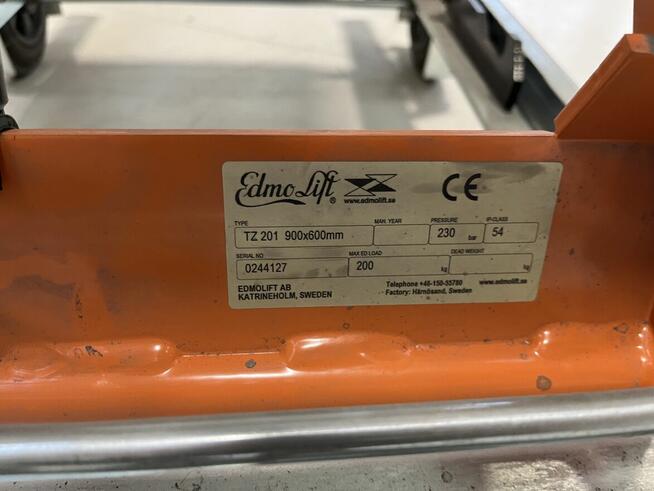 Edmo Lift ®
www.edmolift.se
CE
TYPE MAN. YEAR PRESSURE IP-CLASS
TZ 201 900x600mm 230 bar 54
SERIAL NO MAX ED LOAD DEAD WEIGHT
0244127 200 kg kg
EDMOLIFT AB Telephone +46-150-35780 www.edmolift.se
KATRINEHOLM, SWEDEN Factory: Härnösand, Sweden